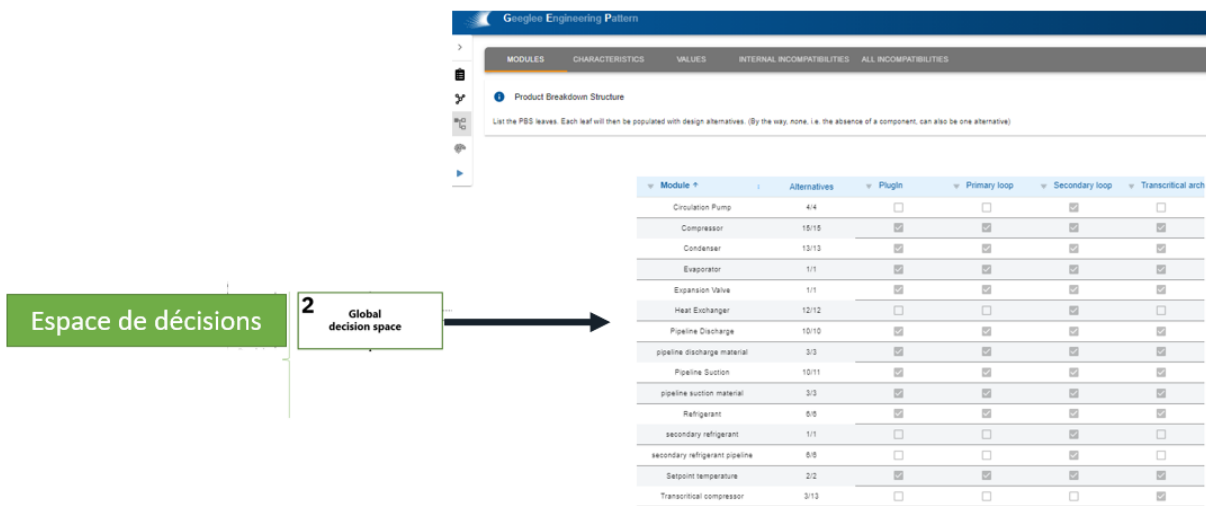 Geeglee Engineering Pattern
MODULES CHARACTERISTICS VALUES INTERNAL INCOMPATIBILITIES ALL INCOMPATIBILITIES
Product Breakdown Structure
List the PBS leaves. Each leaf will then be populated with design alternatives. (By the way, none, i.e. the absence of a component, can also be one alternative)
Module ↑ Alternatives PlugIn Primary loop Secondary loop Transcritical arch
Circulation Pump 4/4
Compressor 15/15
Condenser 13/13
Evaporator 1/1
Expansion Valve 1/1
Heat Exchanger 12/12
Pipeline Discharge 10/10
pipeline discharge material 3/3
Pipeline Suction 10/11
pipeline suction material 3/3
Refrigerant 6/6
secondary refrigerant 1/1
secondary refrigerant pipeline 6/6
Setpoint temperature 2/2
Transcritical compressor 3/13
Espace de décisions
2 Global
decision space